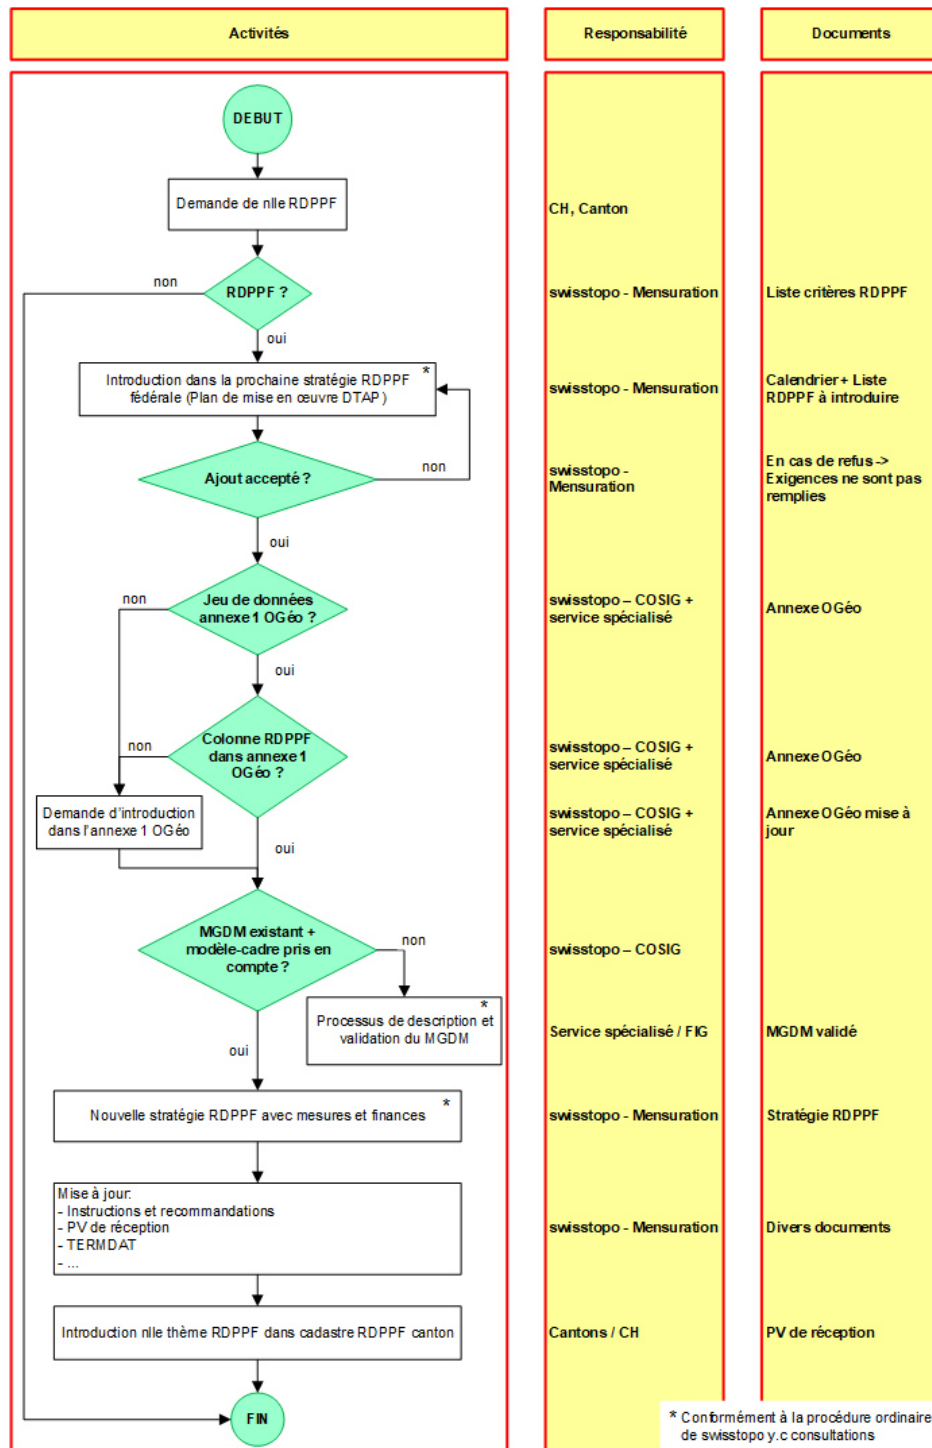 Activités
Responsabilité
Documents
DEBUT
Demande de nlle RDPPF
CH, Canton
non
RDPPF ?
swisstopo - Mensuration
Liste critères RDPPF
oui
Introduction dans la prochaine stratégie RDPPF *
fédérale (Plan de mise en œuvre DTAP)
swisstopo - Mensuration
Calendrier + Liste
RDPPF à introduire
Ajout accepté ?
non
swisstopo -
Mensuration
En cas de refus ->
Exigences ne sont pas
remplies
oui
non
Jeu de données
annexe 1 OGéo ?
swisstopo – COSIG +
service spécialisé
Annexe OGéo
oui
non
Colonne RDPPF
dans annexe 1
OGéo ?
swisstopo – COSIG +
service spécialisé
Annexe OGéo
Demande d'introduction
dans l'annexe 1 OGéo
swisstopo – COSIG +
service spécialisé
Annexe OGéo mise à
jour
oui
MGDM existant +
modèle-cadre pris en
compte ?
non
swisstopo – COSIG
*
Processus de description et
validation du MGDM
Service spécialisé / FIG
MGDM validé
oui
Nouvelle stratégie RDPPF avec mesures et finances *
swisstopo - Mensuration
Stratégie RDPPF
Mise à jour:
- Instructions et recommandations
- PV de réception
- TERMDAT
- ...
swisstopo - Mensuration
Divers documents
Introduction nlle thème RDPPF dans cadastre RDPPF canton
Cantons / CH
PV de réception
FIN
* Conformément à la procédure ordinaire
de swisstopo y.c consultations